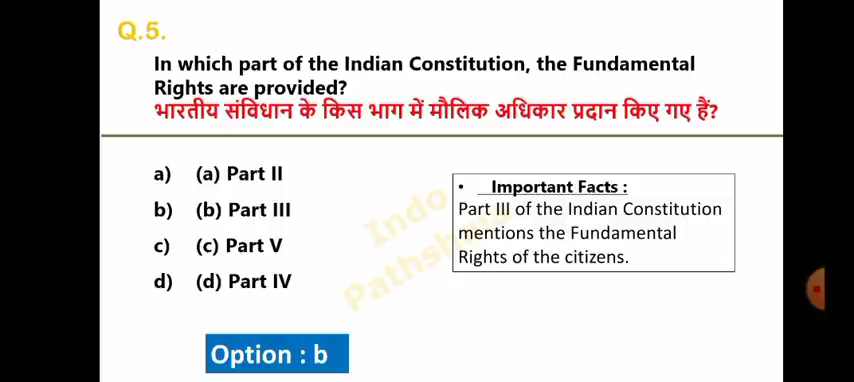 Q.5.
In which part of the Indian Constitution, the Fundamental
Rights are provided?
भारतीय संविधान के किस भाग में मौलिक अधिकार प्रदान किए गए हैं?
a) (a) Part II
b) (b) Part III
c) (c) Part V
d) (d) Part IV
• Important Facts :
Part III of the Indian Constitution
mentions the Fundamental
Rights of the citizens.
Indo
Pathshala
Option : b